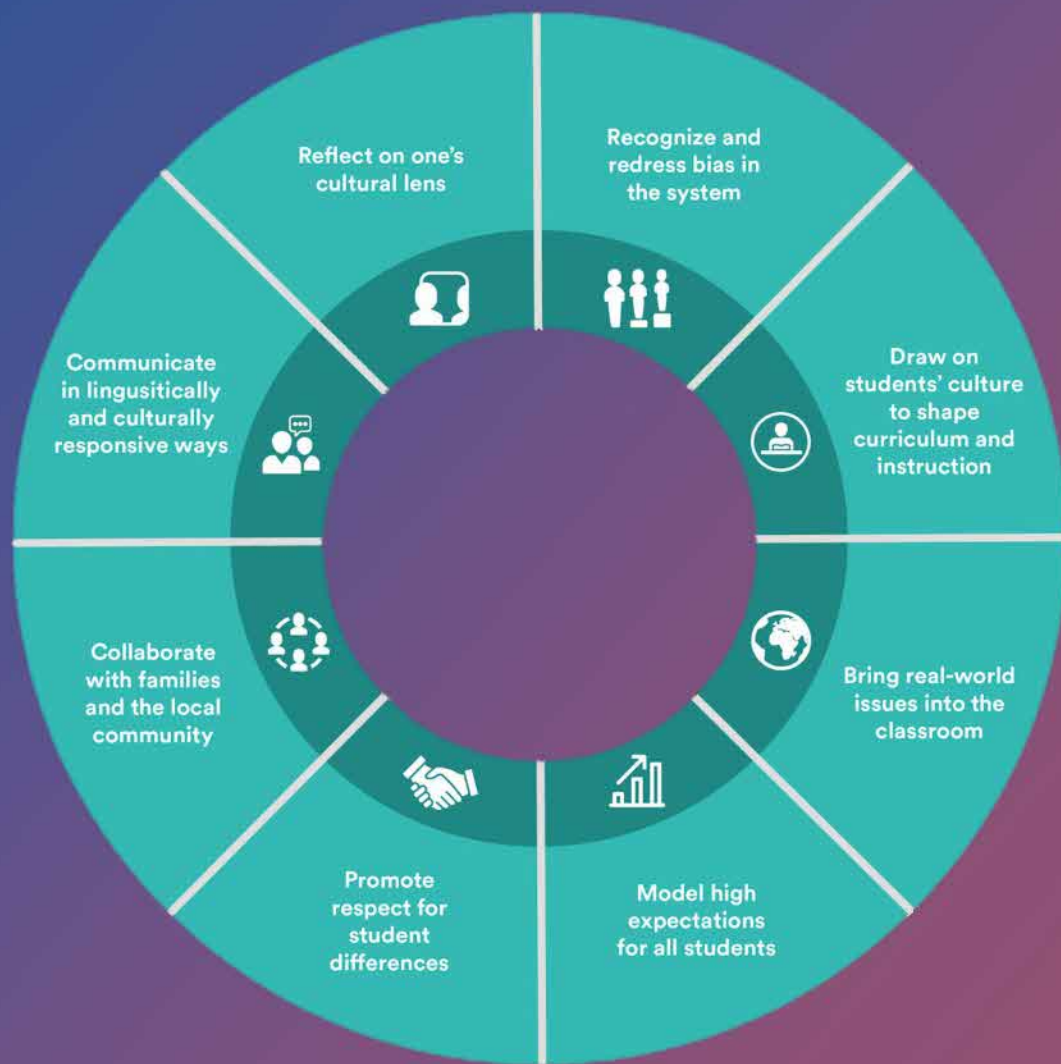 Reflect on one's
cultural lens
Recognize and
redress bias in
the system
Draw on
students' culture
to shape
curriculum and
instruction
Bring real-world
issues into the
classroom
Model high
expectations
for all students
Promote
respect for
student
differences
Collaborate
with families
and the local
community
Communicate
in lingusitically
and culturally
responsive ways